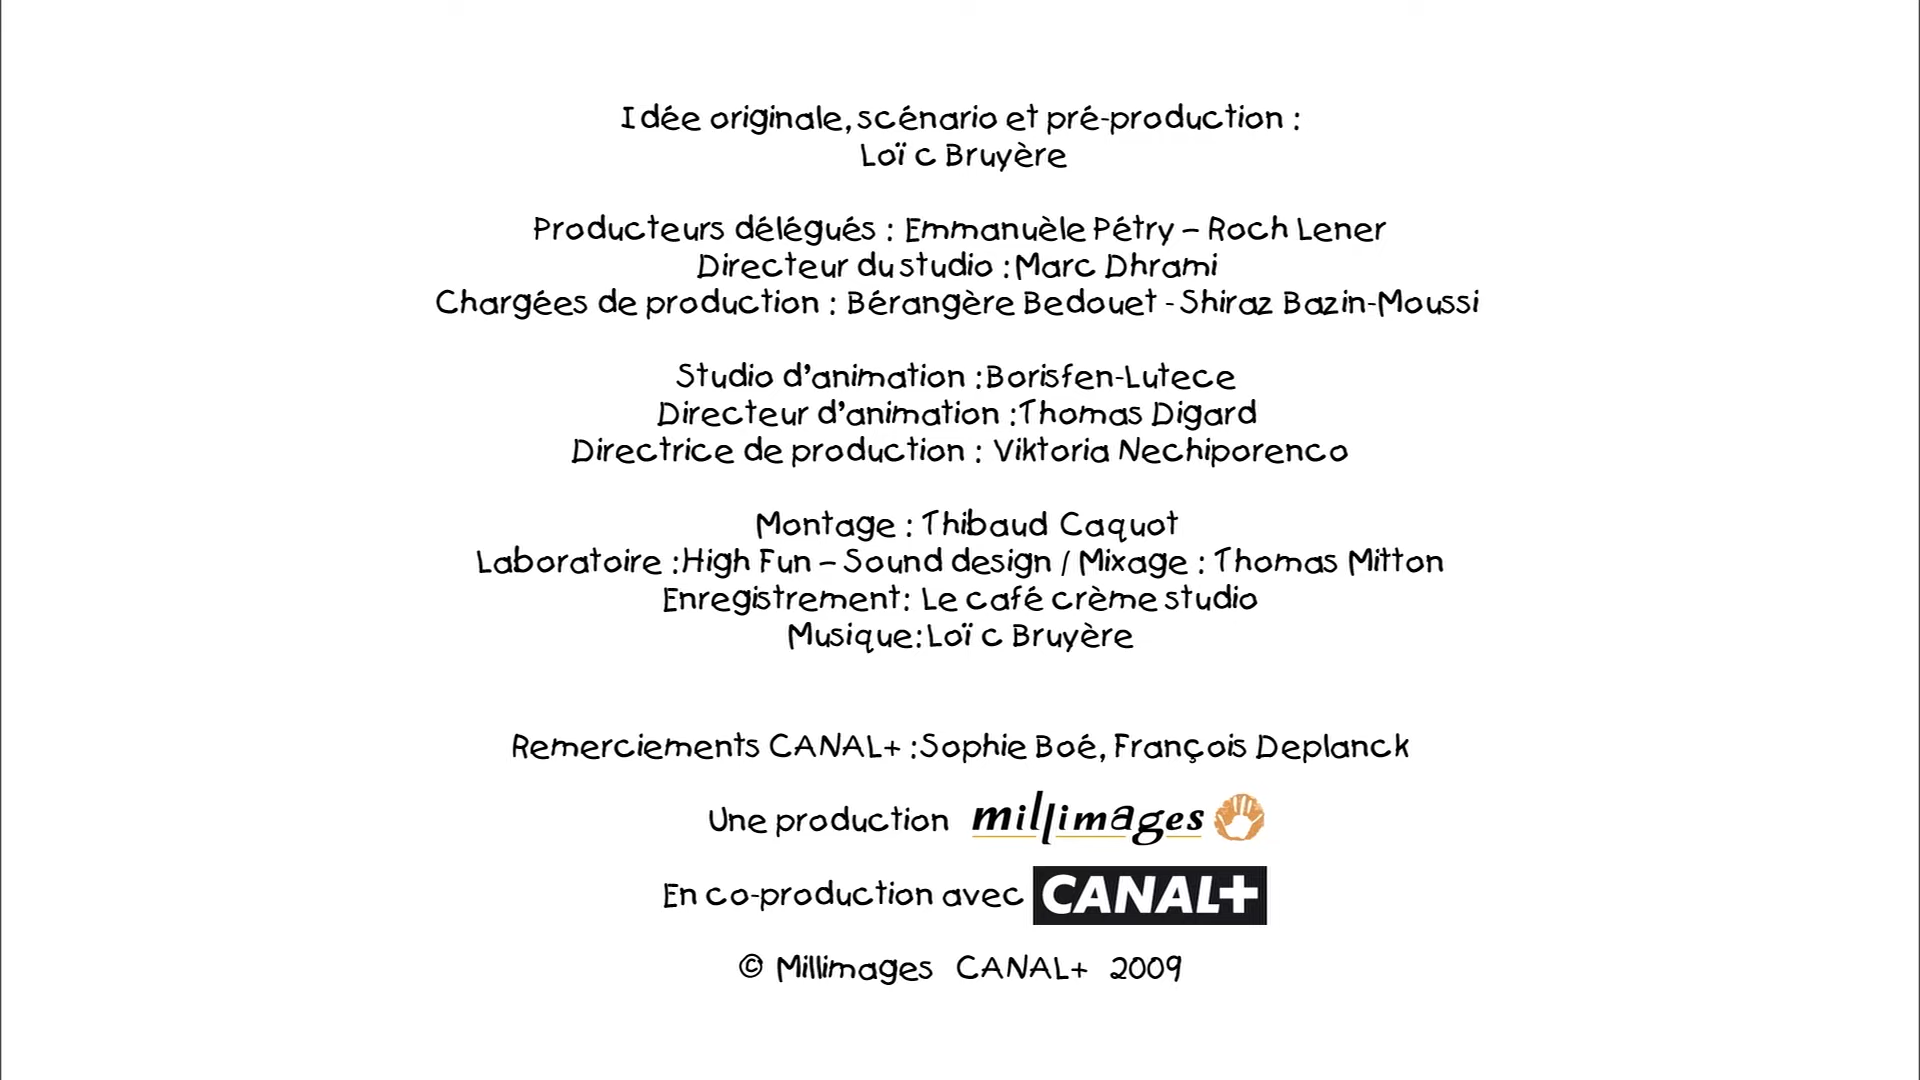 Idée originale, scénario et pré-production :
Loïc Bruyère
Producteurs délégués : Emmanuèle Pétry – Roch Lener
Directeur du studio : Marc Dhrami
Chargées de production : Bérangère Bedouet - Shiraz Bazin-Moussi
Studio d’animation : Borisfen-Lutece
Directeur d’animation : Thomas Digard
Directrice de production : Viktoria Nechiporenco
Montage : Thibaud Caquot
Laboratoire : High Fun – Sound design / Mixage : Thomas Mitton
Enregistrement : Le café crème studio
Musique : Loïc Bruyère
Remerciements CANAL+ : Sophie Boé, François Deplanck
Une production millimages
En co-production avec CANAL+
© Millimages CANAL+ 2009